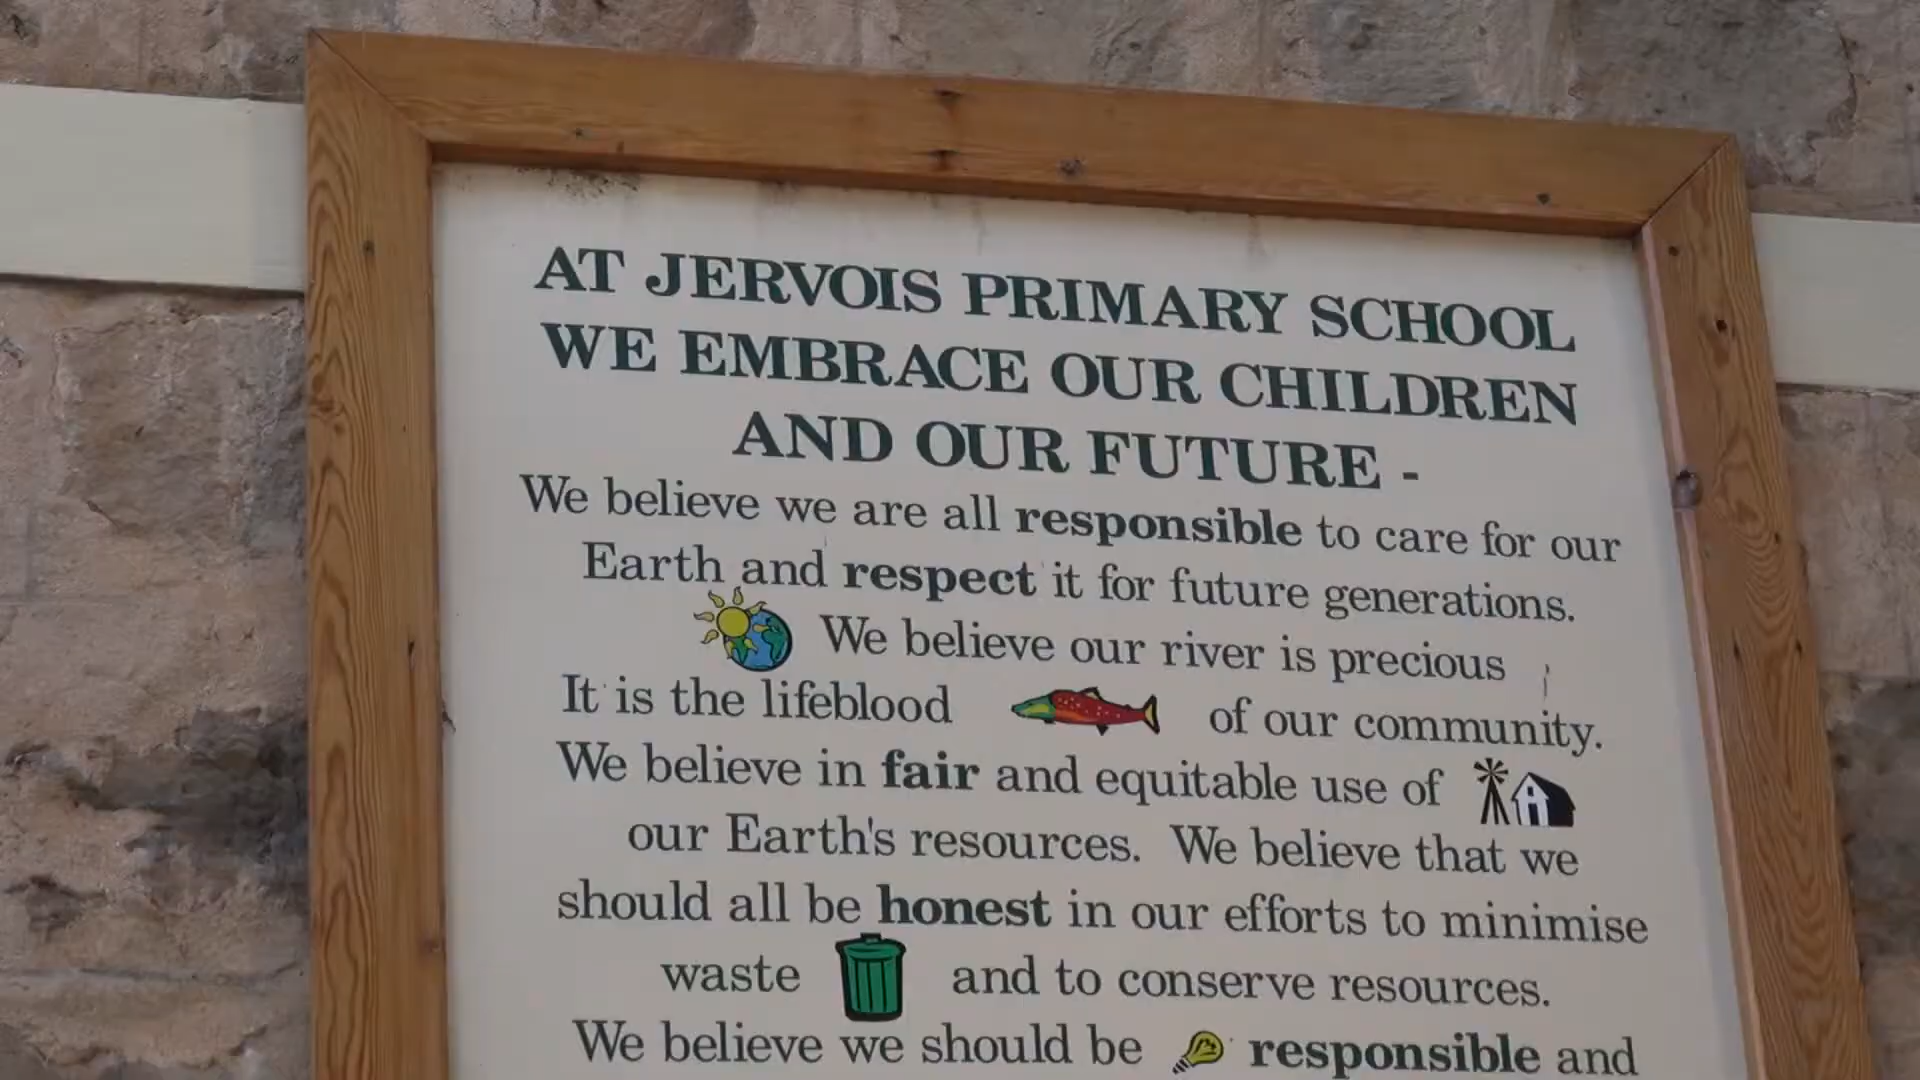 AT JERVOIS PRIMARY SCHOOL
WE EMBRACE OUR CHILDREN
AND OUR FUTURE -
We believe we are all responsible to care for our
Earth and respect it for future generations.
We believe our river is precious
It is the lifeblood of our community.
We believe in fair and equitable use of
our Earth's resources. We believe that we
should all be honest in our efforts to minimise
waste and to conserve resources.
We believe we should be responsible and